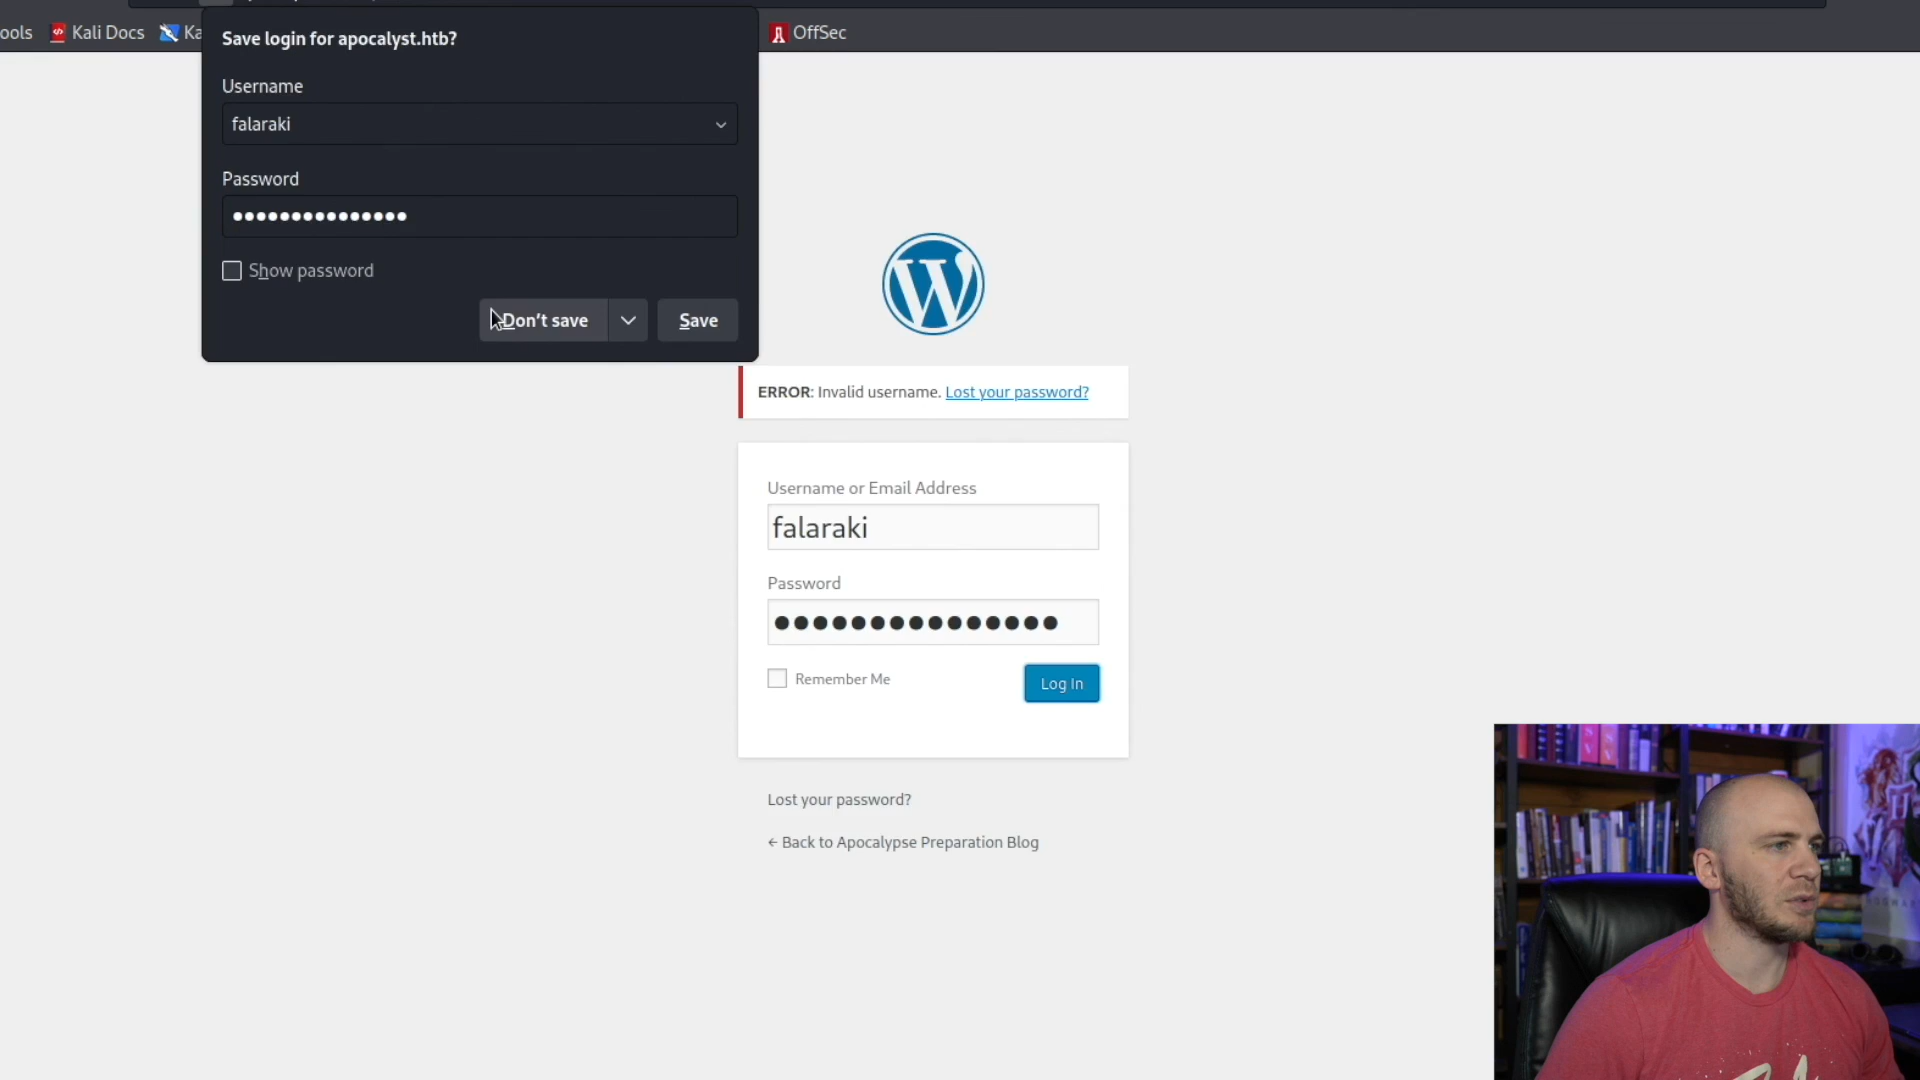 ools Kali Docs Ka OffSec
Save login for apocalyst.htb?
Username
falaraki
Password
Show password
Don't save Save
ERROR: Invalid username. Lost your password?
Username or Email Address
falaraki
Password
Remember Me Log In
Lost your password?
← Back to Apocalypse Preparation Blog